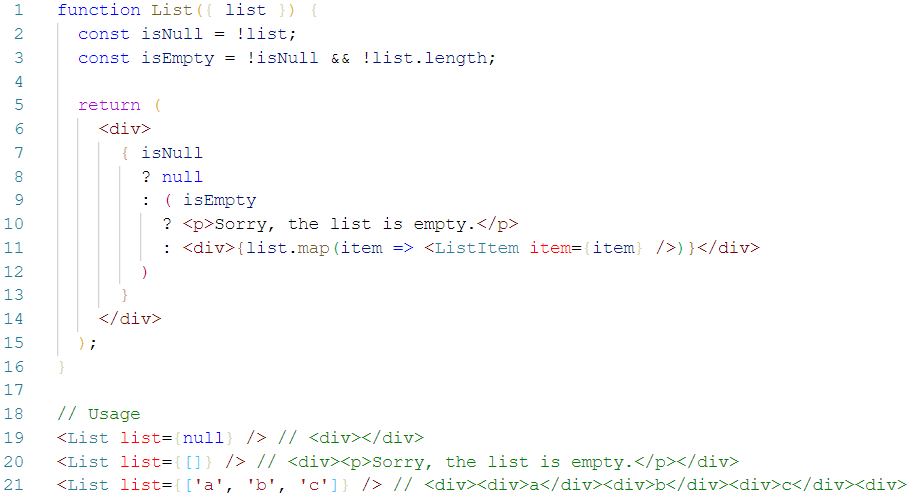 1 function List({ list }) {
2 const isNull = !list;
3 const isEmpty = !isNull && !list.length;
4
5 return (
6 <div>
7 { isNull
8 ? null
9 : ( isEmpty
10 ? <p>Sorry, the list is empty.</p>
11 : <div>{list.map(item => <ListItem item={item} />)}</div>
12 )
13 }
14 </div>
15 );
16 }
17
18 // Usage
19 <List list={null} /> // <div></div>
20 <List list={[]} /> // <div><p>Sorry, the list is empty.</p></div>
21 <List list={['a', 'b', 'c']} /> // <div><div>a</div><div>b</div><div>c</div><div>